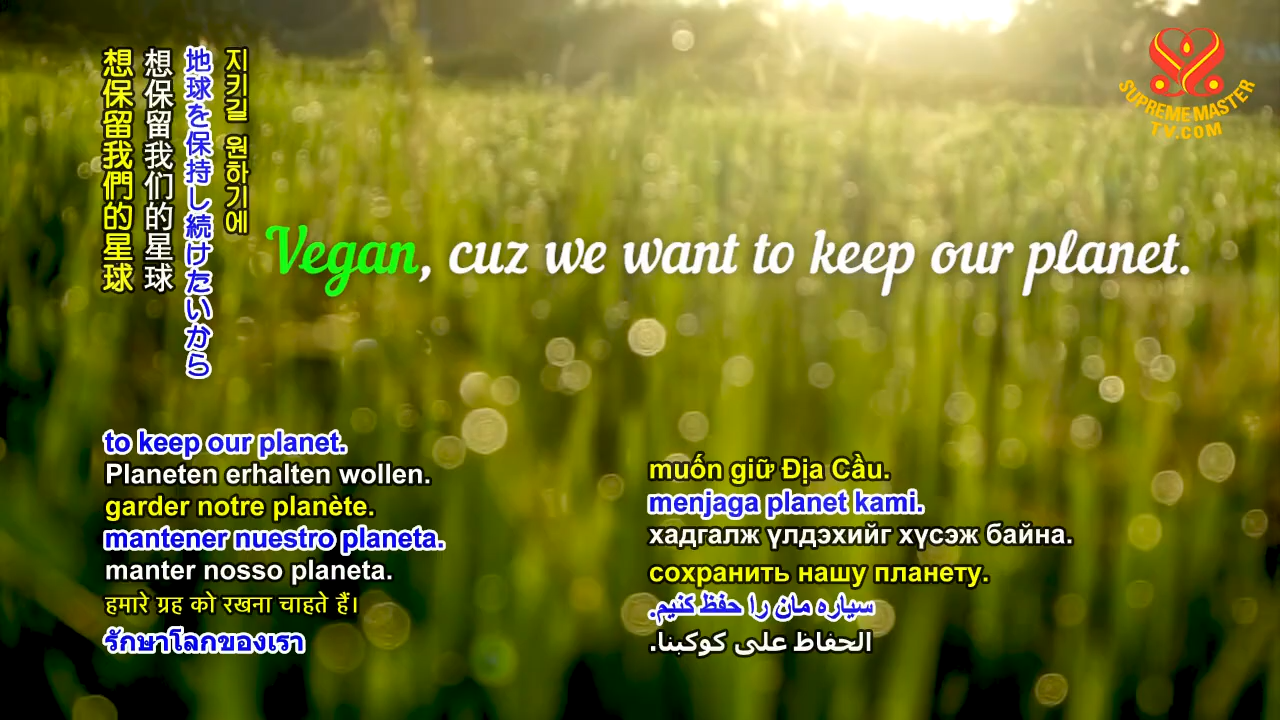 想保留我們的星球
想保留我们的星球
地球を保持し続けたいから
지키길 원하기에
SUPREME MASTER
TV.COM
Vegan, cuz we want to keep our planet.
to keep our planet.
Planeten erhalten wollen.
garder notre planète.
mantener nuestro planeta.
manter nosso planeta.
हमारे ग्रह को रखना चाहते हैं।
รักษาโลกของเรา
muốn giữ Địa Cầu.
menjaga planet kami.
хадгалж үлдэхийг хүсэж байна.
сохранить нашу планету.
سیاره مان را حفظ کنیم.
الحفاظ على كوكبنا.